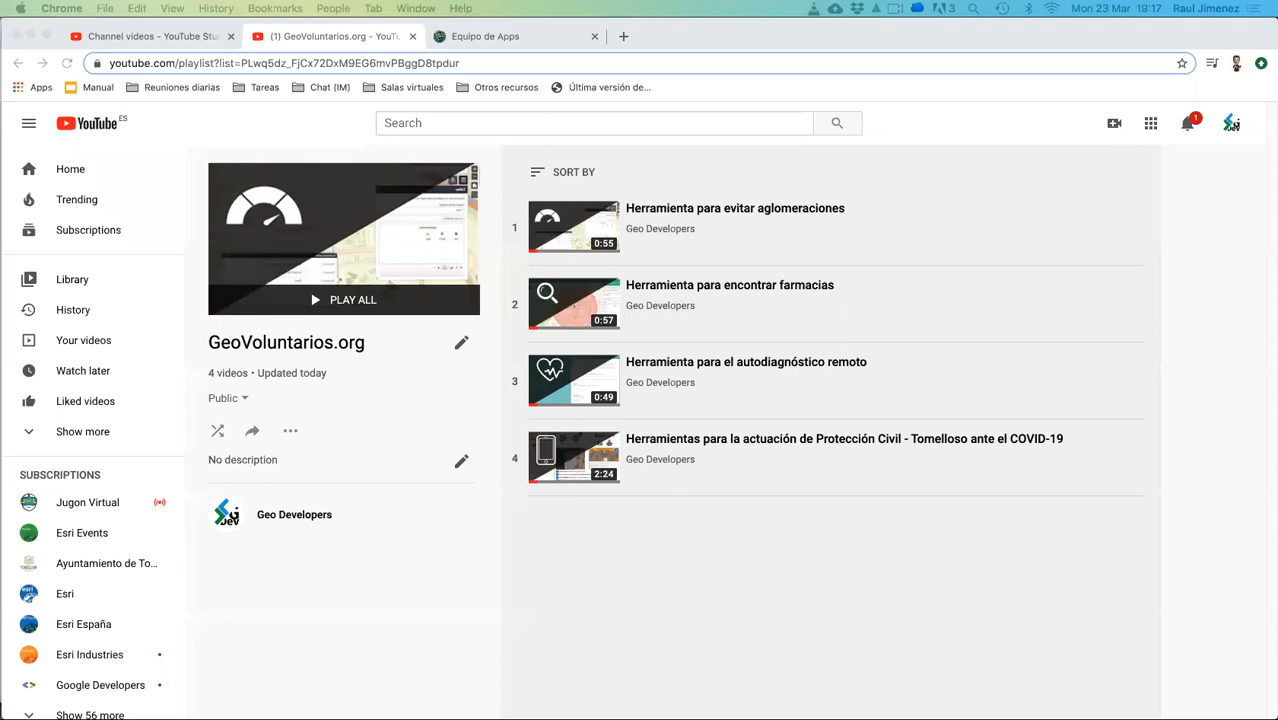 Chrome File Edit View History Bookmarks People Tab Window Help 3 Mon 23 Mar 19:17 Raul Jimenez
Channel videos - YouTube Stu (1) GeoVoluntarios.org - YouTu Equipo de Apps
youtube.com/playlist?list=PLwq5dz_FjCx72DxM9EG6mvPBggD8tpdur
Apps Manual Reuniones diarias Tareas Chat (IM) Salas virtuales Otros recursos Última versión de...
YouTube ES
Search
1
Home
Trending
Subscriptions
Library
History
Your videos
Watch later
Liked videos
Show more
SUBSCRIPTIONS
Jugon Virtual
Esri Events
Ayuntamiento de To...
Esri
Esri España
Esri Industries
Google Developers
Show 56 more
PLAY ALL
GeoVoluntarios.org
4 videos • Updated today
Public
No description
Geo Developers
SORT BY
1 0:55 Herramienta para evitar aglomeraciones
Geo Developers
2 0:57 Herramienta para encontrar farmacias
Geo Developers
3 0:49 Herramienta para el autodiagnóstico remoto
Geo Developers
4 2:24 Herramientas para la actuación de Protección Civil - Tomelloso ante el COVID-19
Geo Developers